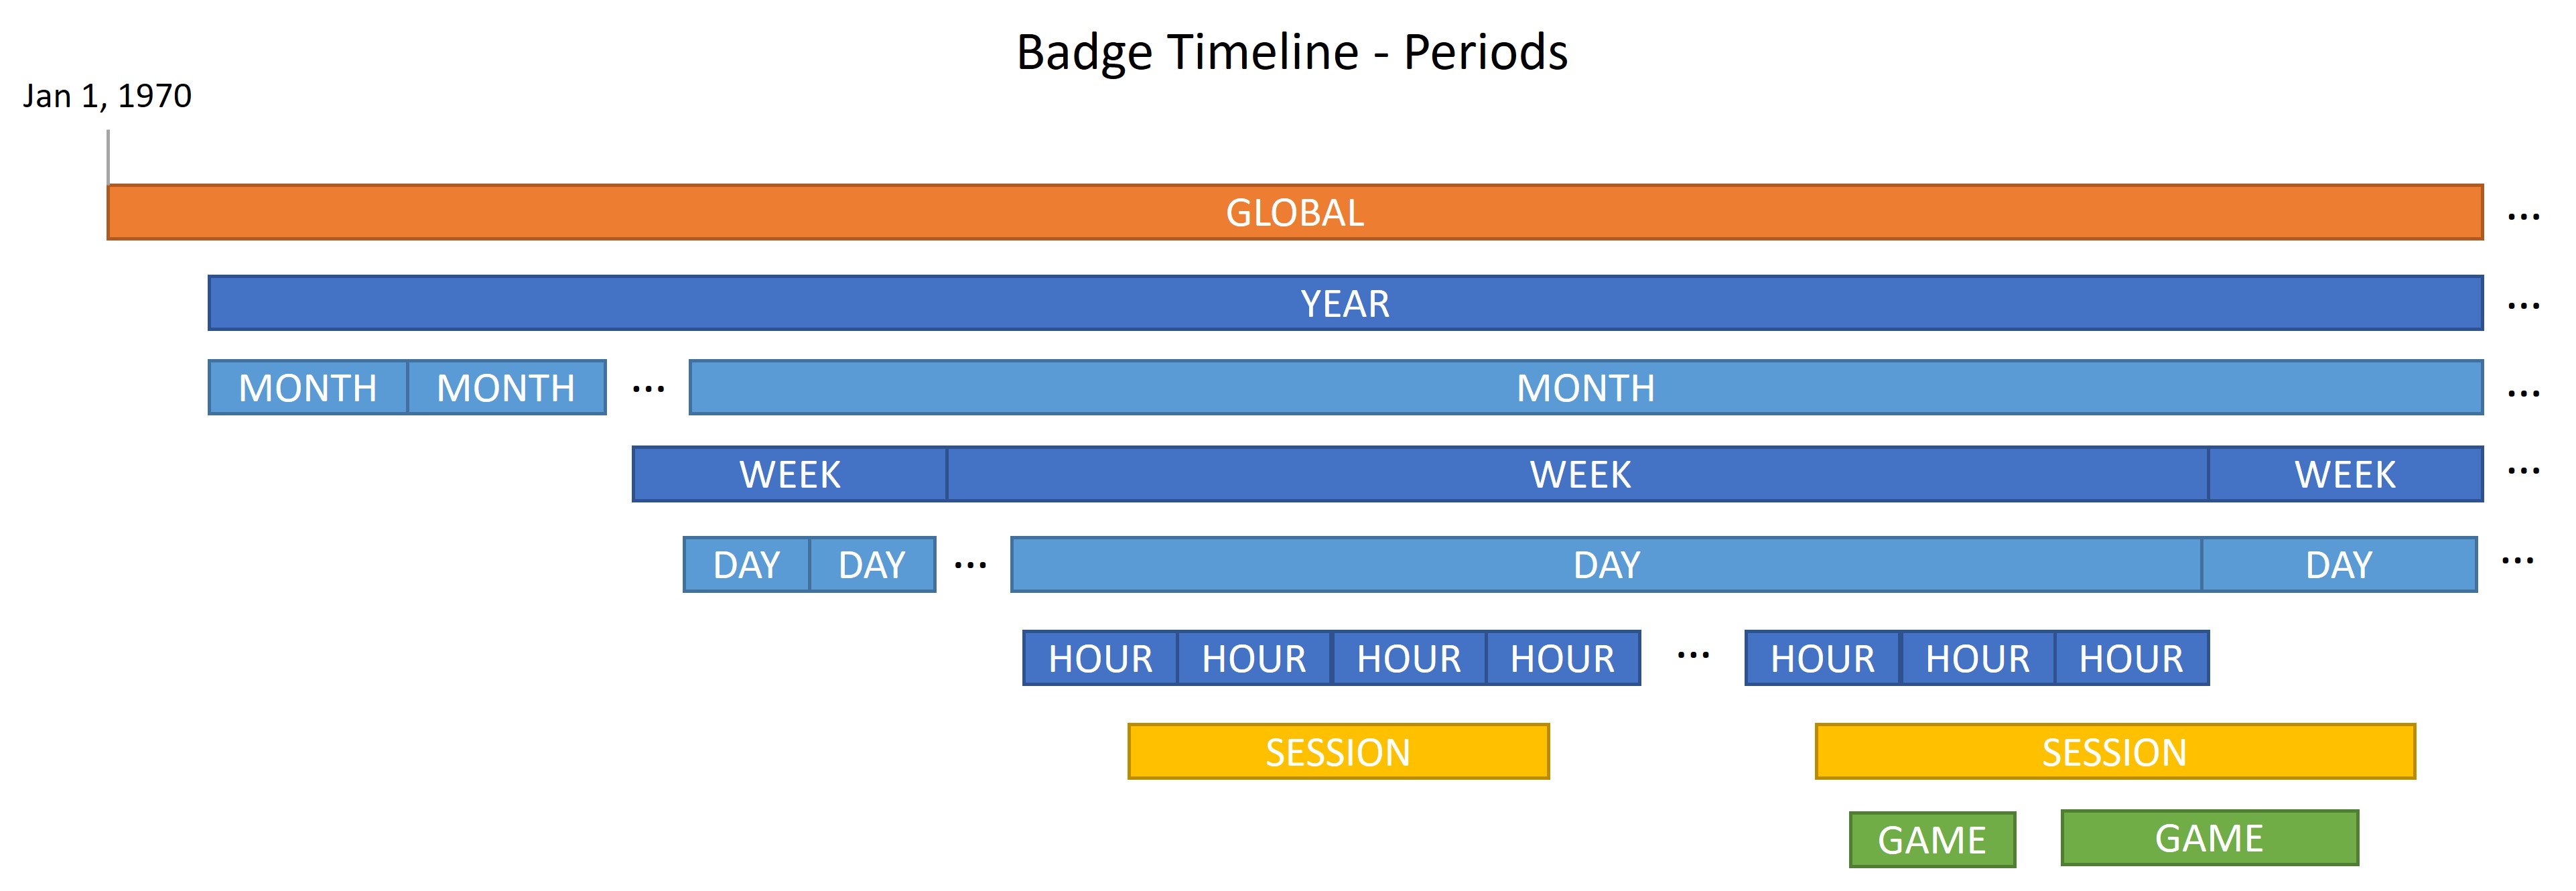 Badge Timeline - Periods
Jan 1, 1970
GLOBAL ...
YEAR ...
MONTH MONTH ... MONTH ...
WEEK WEEK WEEK ...
DAY DAY ... DAY DAY ...
HOUR HOUR HOUR HOUR ... HOUR HOUR HOUR
SESSION SESSION
GAME GAME